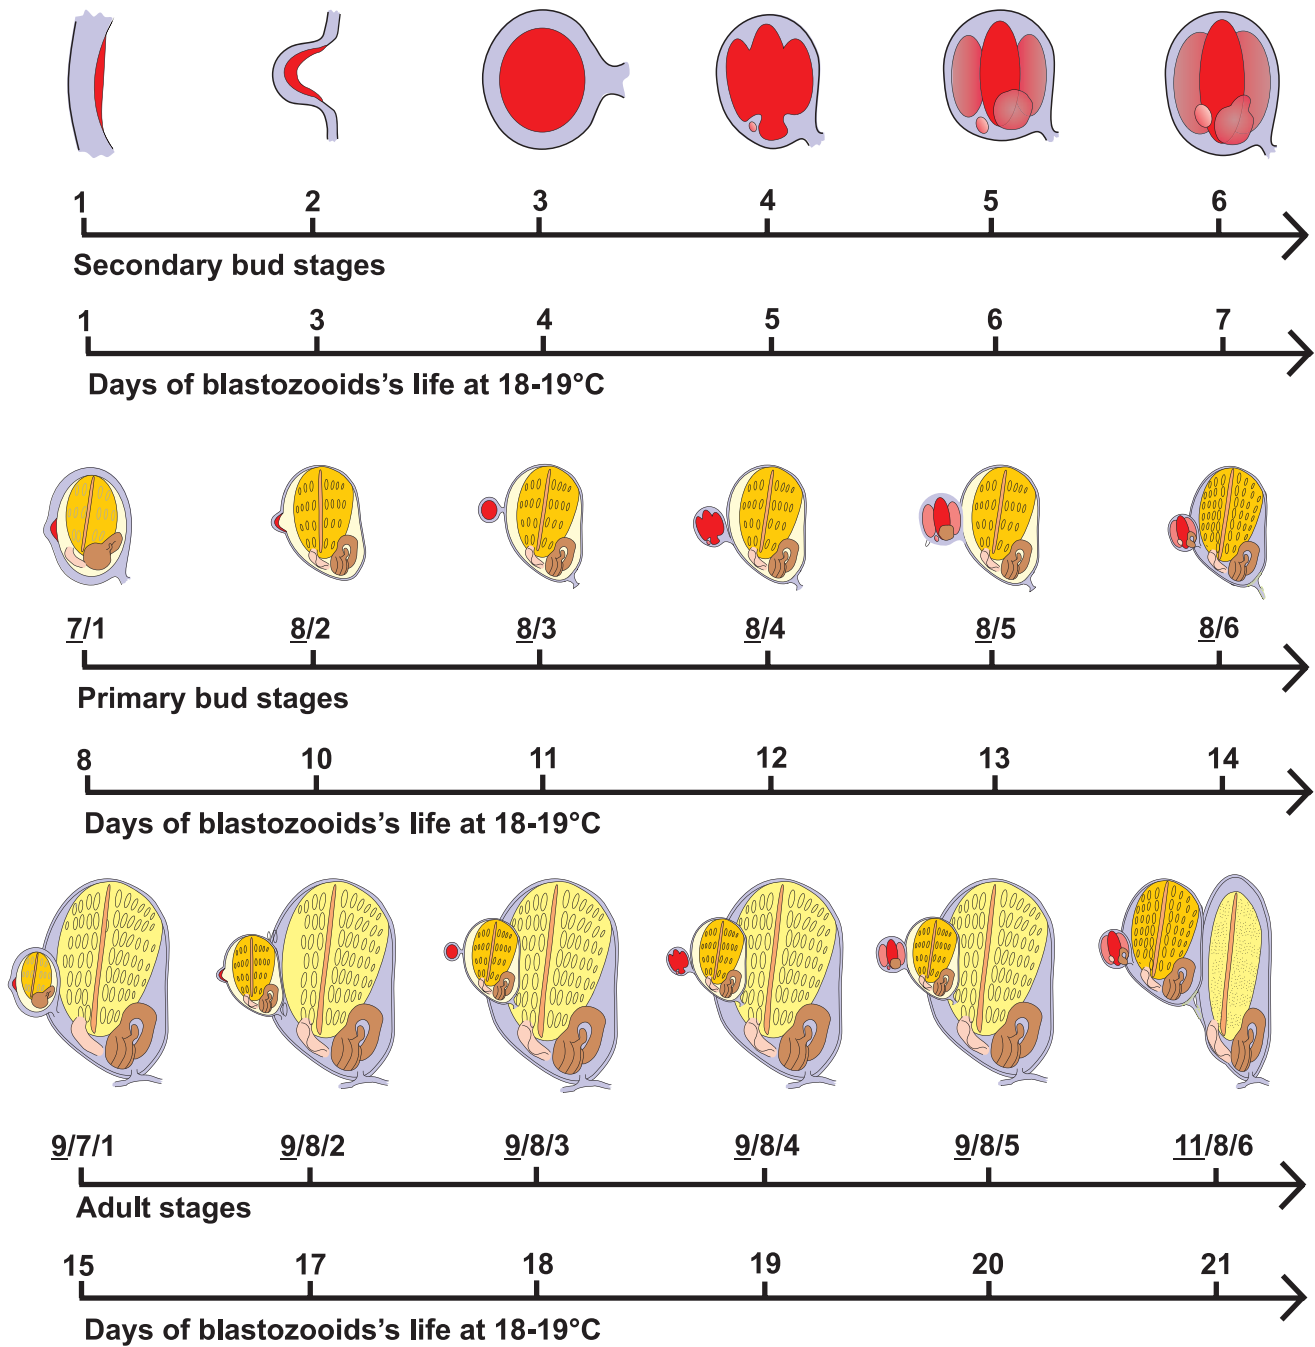 1 2 3 4 5 6
Secondary bud stages
1 3 4 5 6 7
Days of blastozooids's life at 18-19°C
7/1 8/2 8/3 8/4 8/5 8/6
Primary bud stages
8 10 11 12 13 14
Days of blastozooids's life at 18-19°C
9/7/1 9/8/2 9/8/3 9/8/4 9/8/5 11/8/6
Adult stages
15 17 18 19 20 21
Days of blastozooids's life at 18-19°C